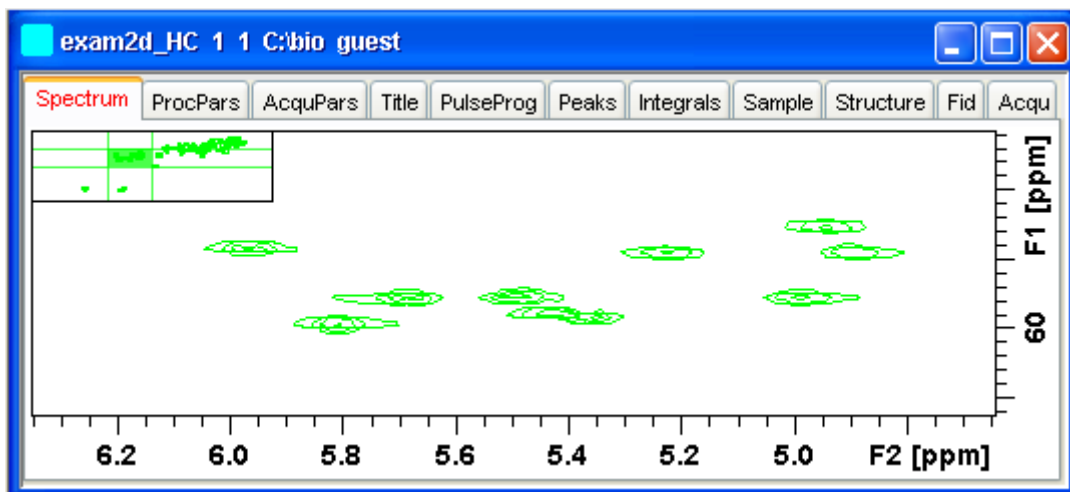 exam2d_HC 1 1 C:\bio guest
Spectrum ProcPars AcquPars Title PulseProg Peaks Integrals Sample Structure Fid Acqu
F1 [ppm]
60
6.2 6.0 5.8 5.6 5.4 5.2 5.0 F2 [ppm]